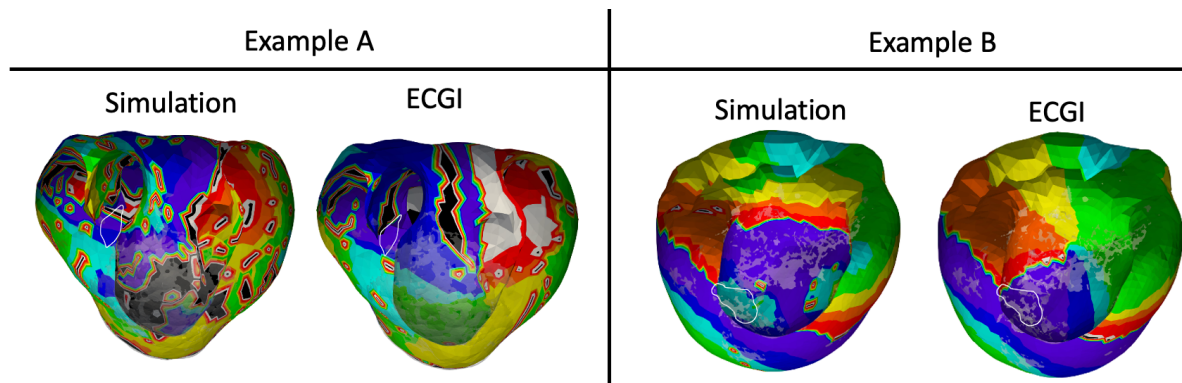 Example A
Example B
Simulation
ECGI
Simulation
ECGI